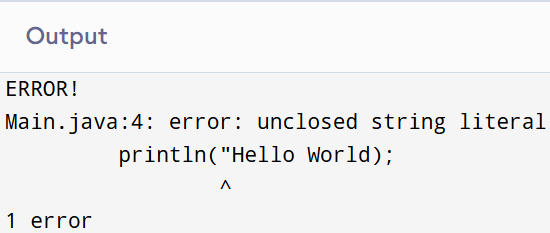 Output
ERROR!
Main.java:4: error: unclosed string literal
        println("Hello World);
                ^
1 error